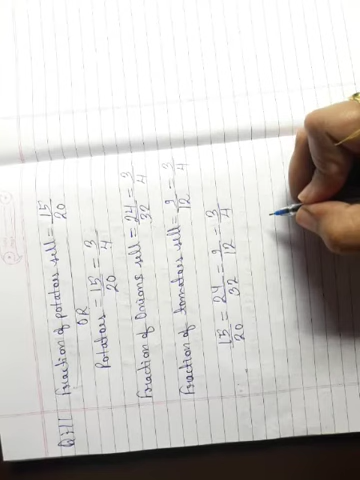 Q.11 Fraction of potatoes sell = 15/20
OR
Potatoes = 15/20 = 3/4
Fraction of Onions sell = 24/32 = 3/4
Fraction of tomatoes sell = 9/12 = 3/4
15/20 = 24/32 = 9/12 = 3/4